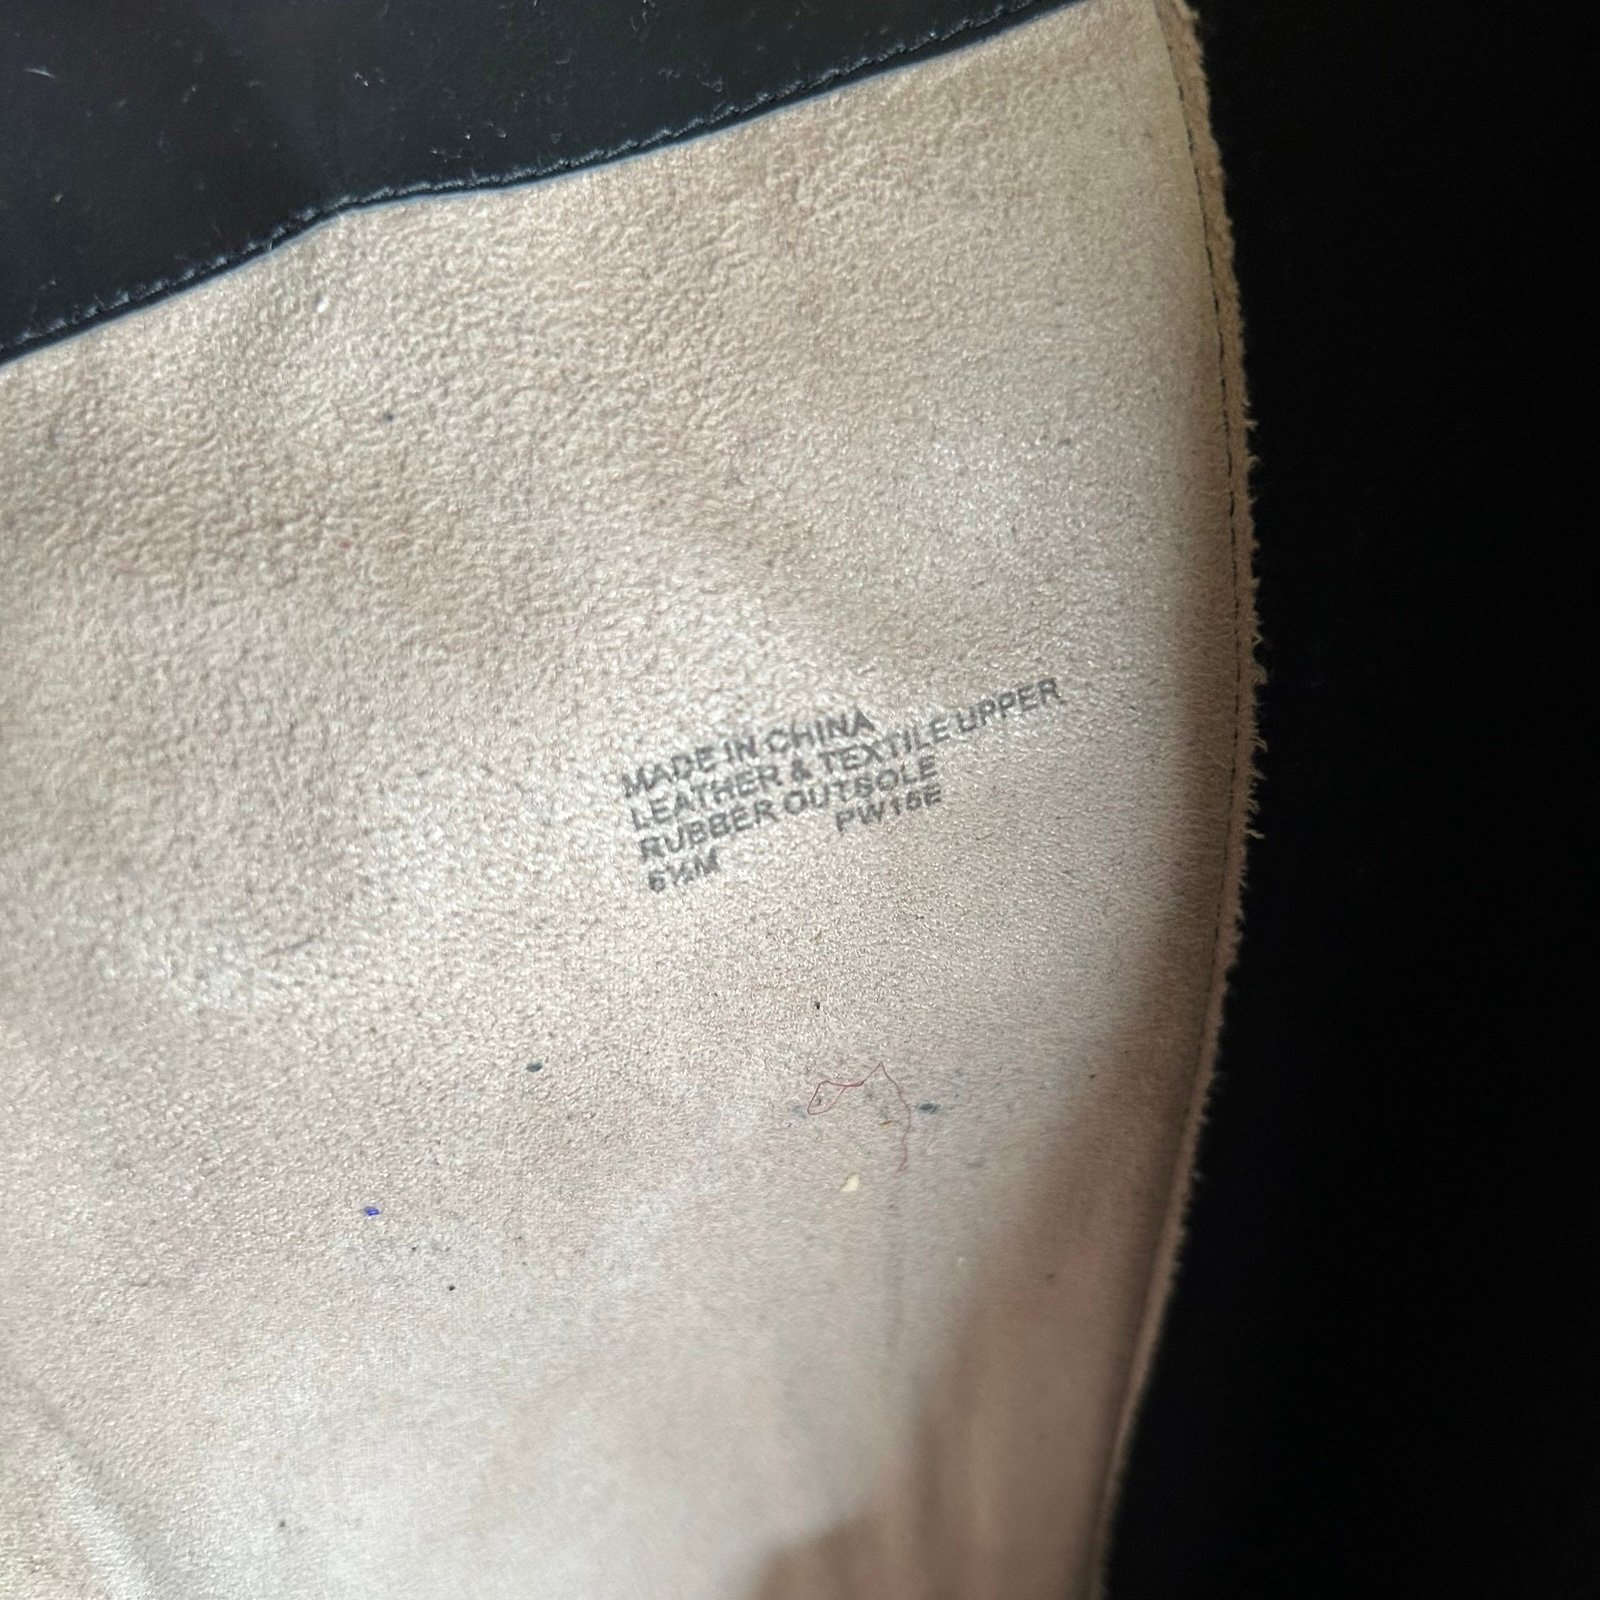 MADE IN CHINA
LEATHER & TEXTILE UPPER
RUBBER OUTSOLE
6½M PW16E